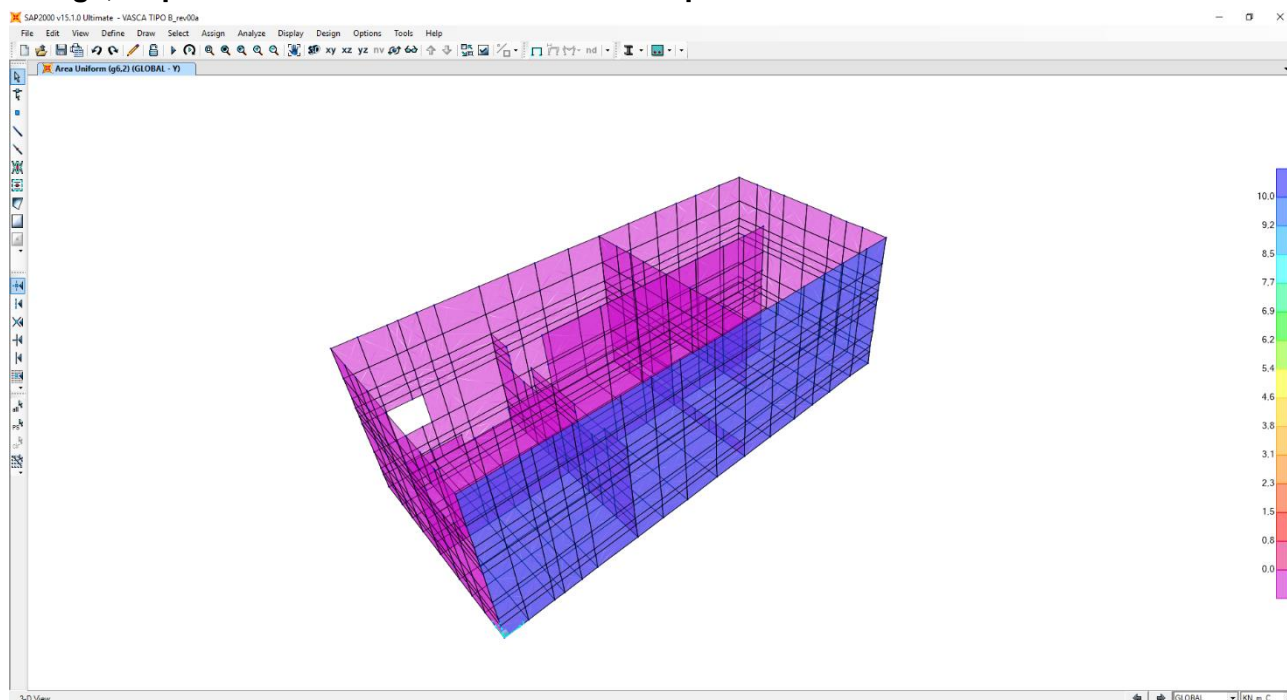 SAP2000 v15.1.0 Ultimate - VASCA TIPO B_rev00a
File Edit View Define Draw Select Assign Analyze Display Design Options Tools Help
xy xz yz nv nd
Area Uniform (g6,2) (GLOBAL - Y)
10.0
9.2
8.5
7.7
6.9
6.2
5.4
4.6
3.8
3.1
2.3
1.5
0.8
0.0
all
PS
3-D View
GLOBAL
KN, m, C